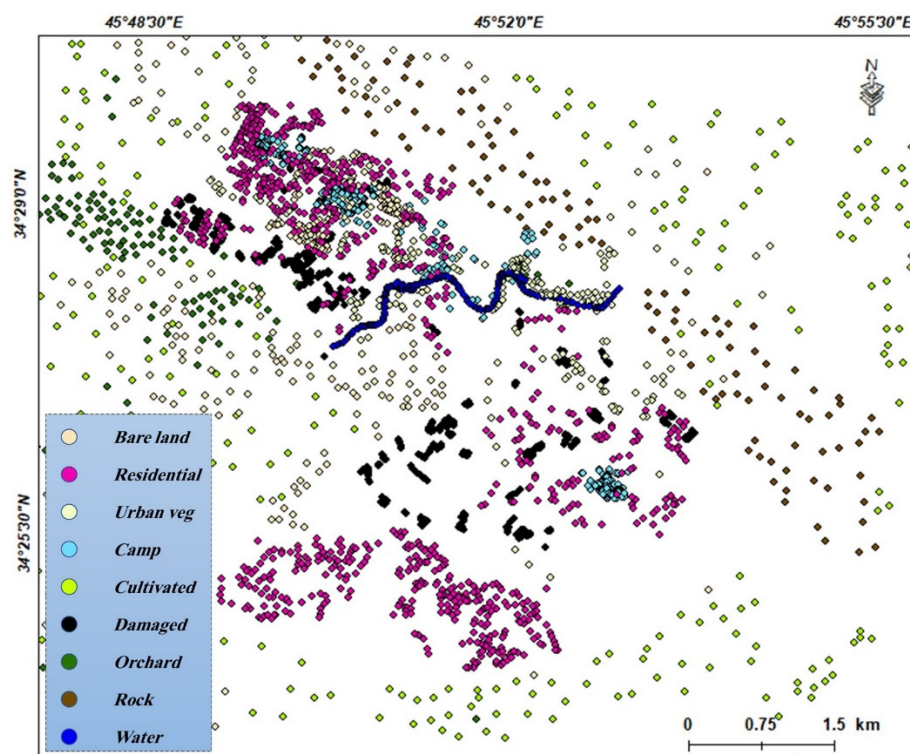 45°48'30"E 45°52'0"E 45°55'30"E
N
34°29'0"N
34°25'30"N
Bare land
Residential
Urban veg
Camp
Cultivated
Damaged
Orchard
Rock
Water
0 0.75 1.5 km